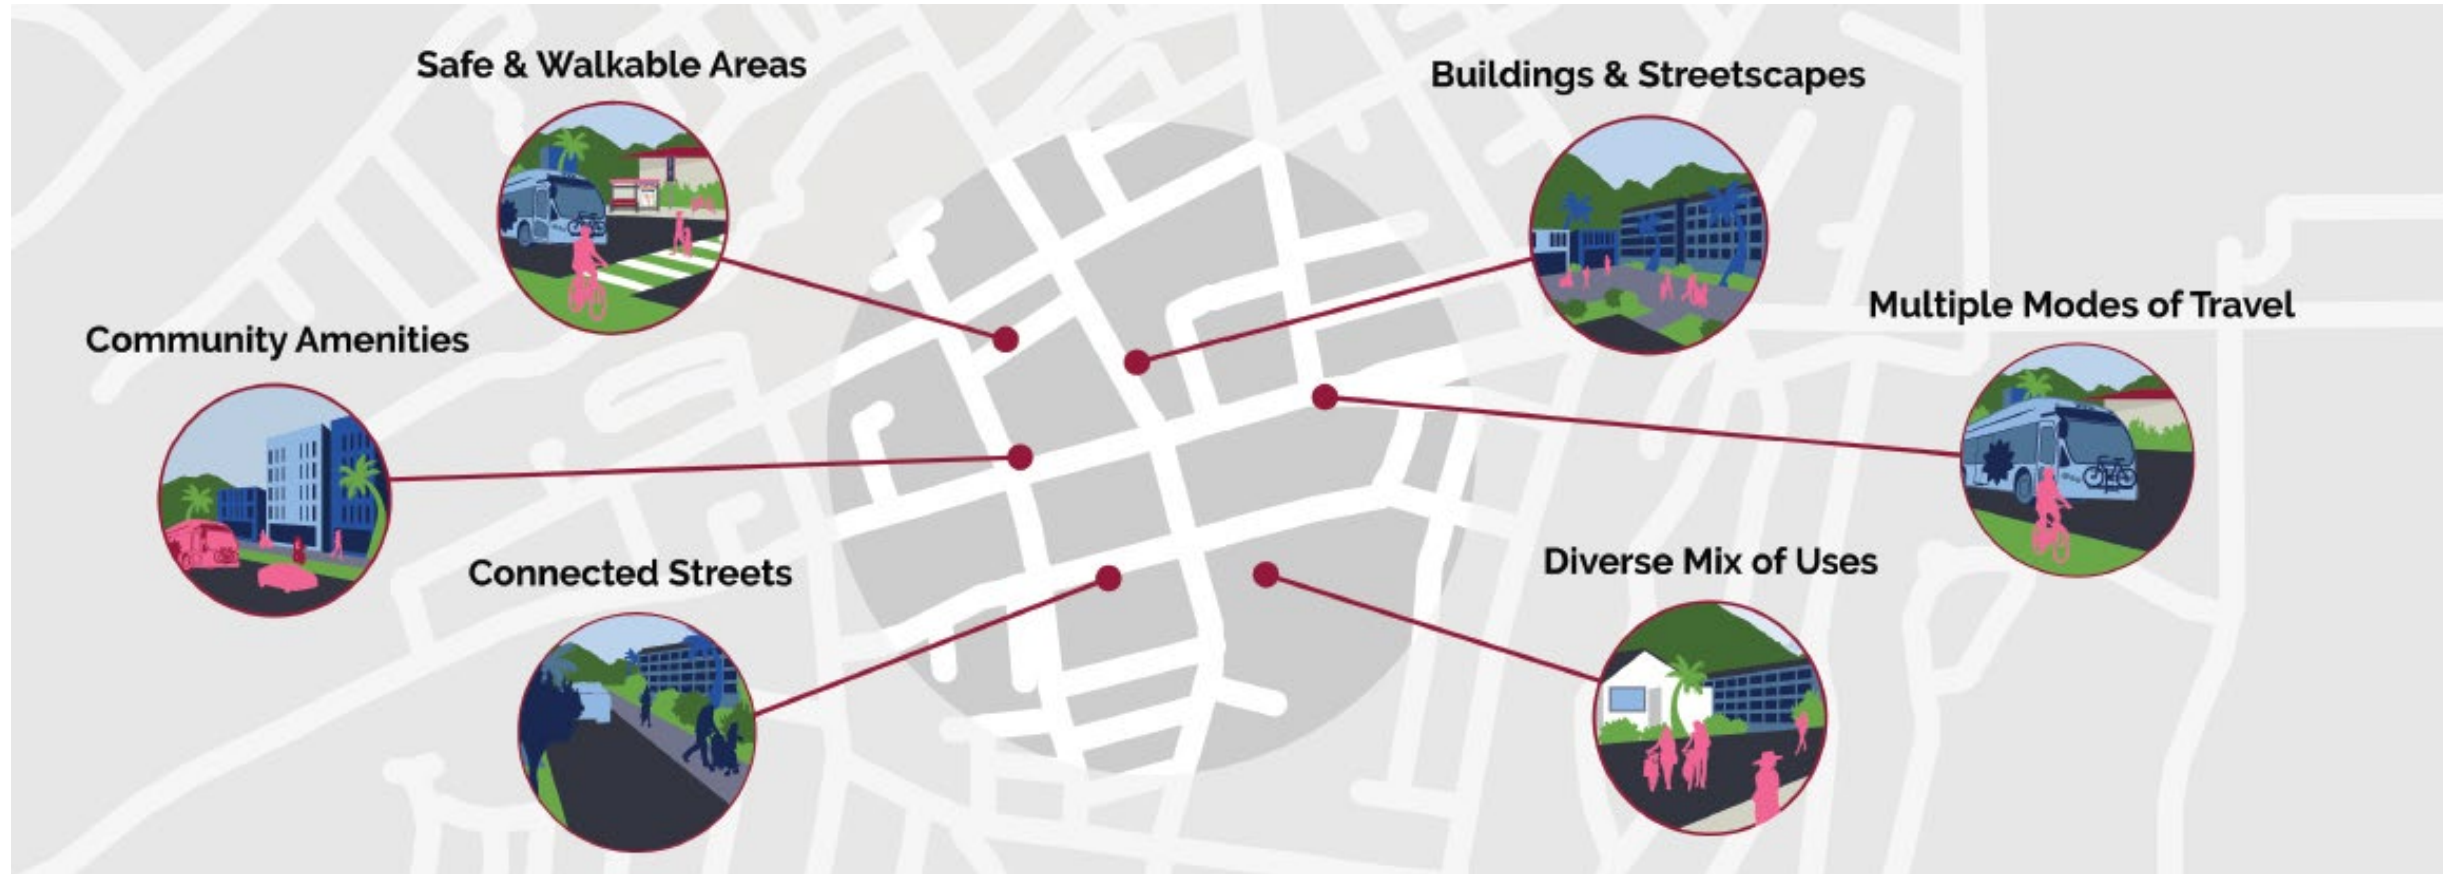 Safe & Walkable Areas
Buildings & Streetscapes
Multiple Modes of Travel
Community Amenities
Diverse Mix of Uses
Connected Streets